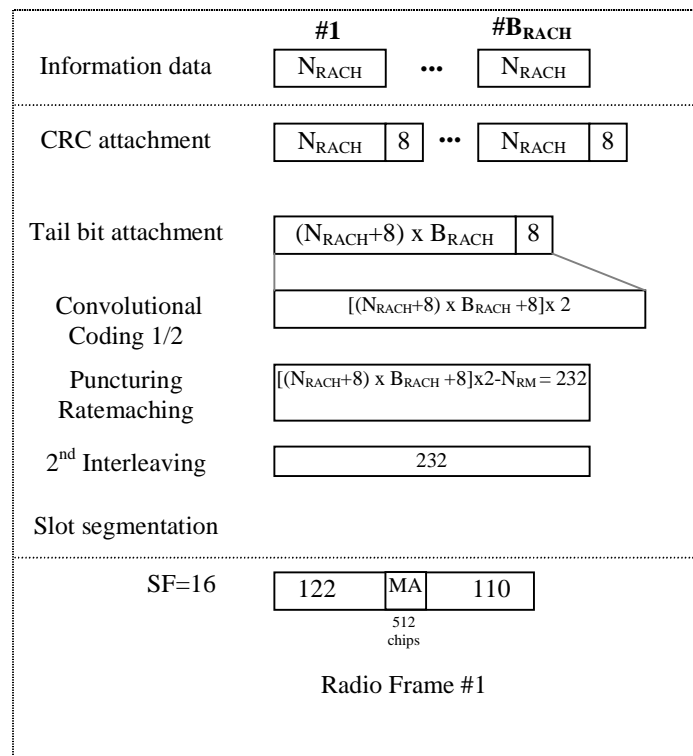 #1 #B_RACH
Information data N_RACH ••• N_RACH
CRC attachment N_RACH 8 ••• N_RACH 8
Tail bit attachment (N_RACH+8) x B_RACH 8
Convolutional
Coding 1/2
[(N_RACH+8) x B_RACH +8]x 2
Puncturing
Ratemaching
[(N_RACH+8) x B_RACH +8]x2-N_RM = 232
2nd Interleaving 232
Slot segmentation
SF=16 122 MA 110
512
chips
Radio Frame #1